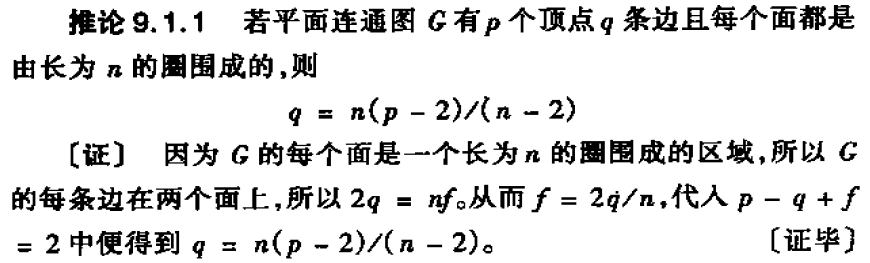 推论 9.1.1 若平面连通图 G 有 p 个顶点 q 条边且每个面都是
由长为 n 的圈围成的,则
q = n(p - 2)/(n - 2)
〔证〕 因为 G 的每个面是一个长为 n 的圈围成的区域,所以 G
的每条边在两个面上,所以 2q = nf。从而 f = 2q/n,代入 p - q + f
= 2 中便得到 q = n(p - 2)/(n - 2)。 〔证毕〕